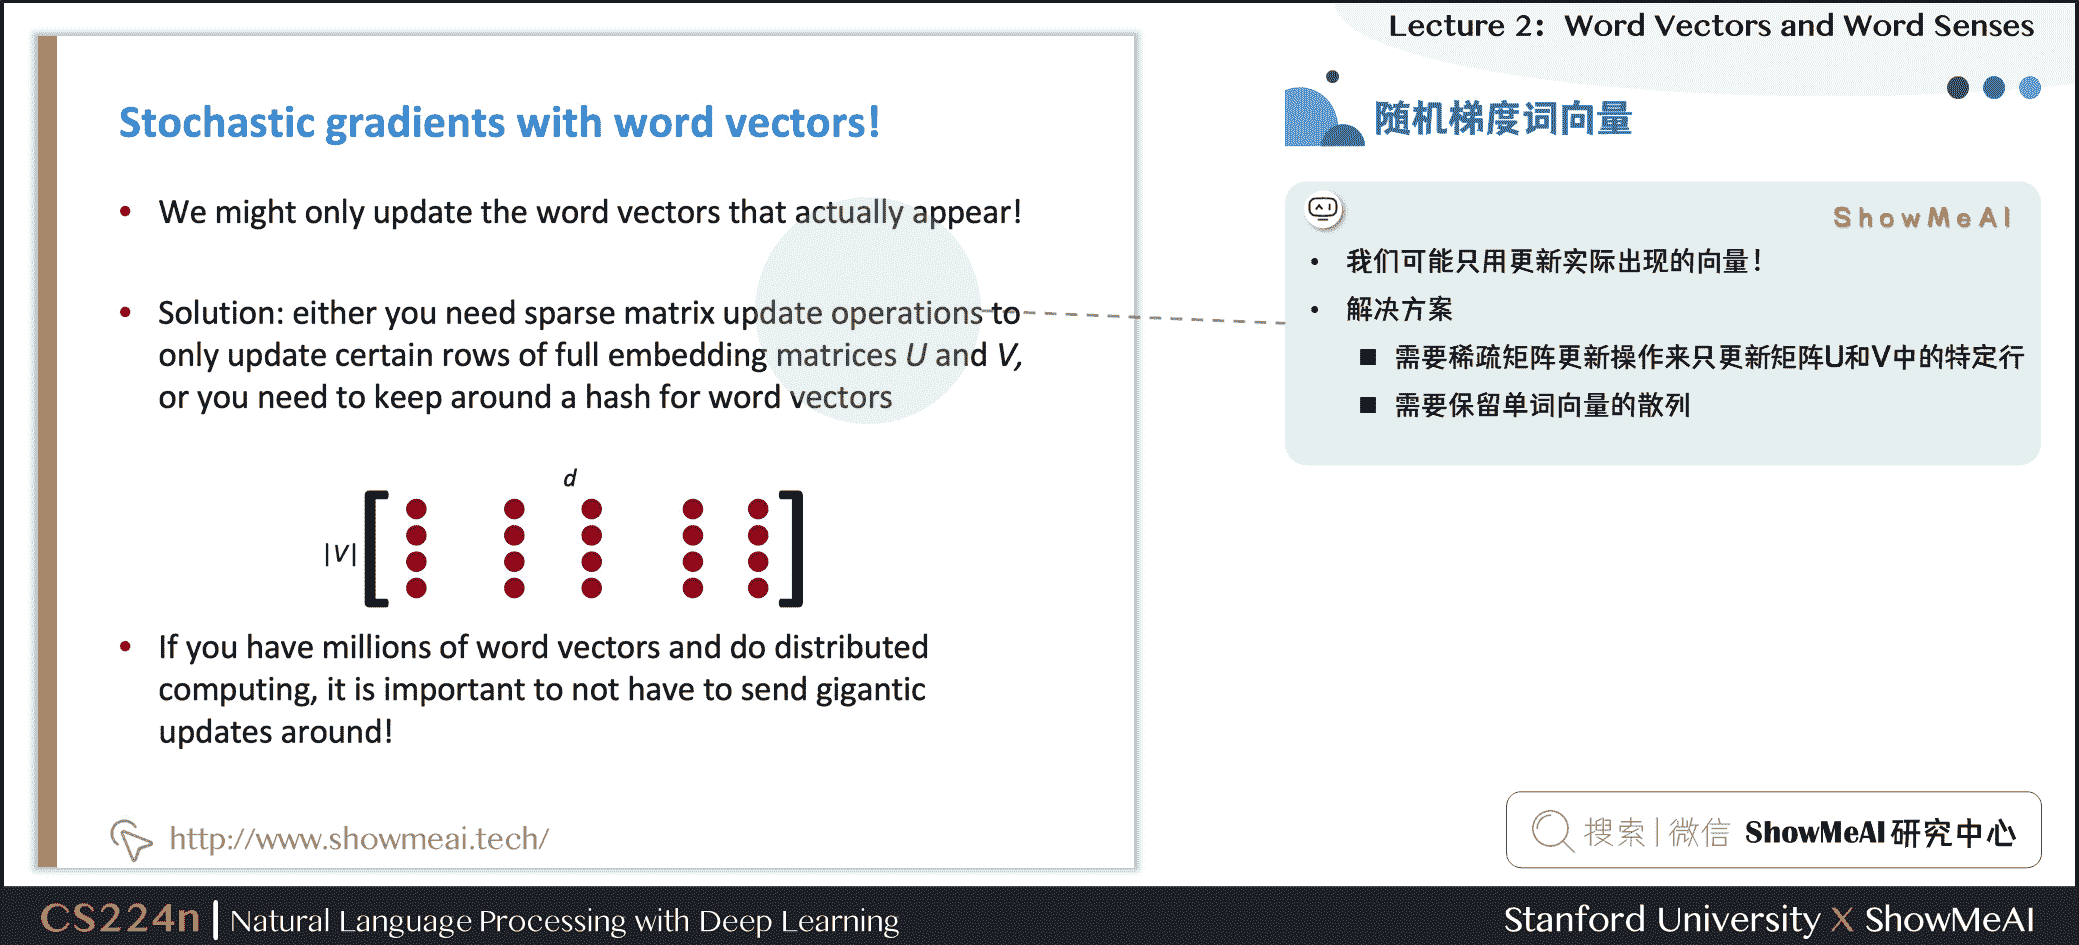 Lecture 2: Word Vectors and Word Senses
Stochastic gradients with word vectors!
• We might only update the word vectors that actually appear!
• Solution: either you need sparse matrix update operations to
only update certain rows of full embedding matrices U and V,
or you need to keep around a hash for word vectors
d
|V|
• If you have millions of word vectors and do distributed
computing, it is important to not have to send gigantic
updates around!
http://www.showmeai.tech/
随机梯度词向量
ShowMeAI
• 我们可能只用更新实际出现的向量！
• 解决方案
■ 需要稀疏矩阵更新操作来只更新矩阵U和V中的特定行
■ 需要保留单词向量的散列
搜索|微信 ShowMeAI 研究中心
CS224n | Natural Language Processing with Deep Learning
Stanford University X ShowMeAI